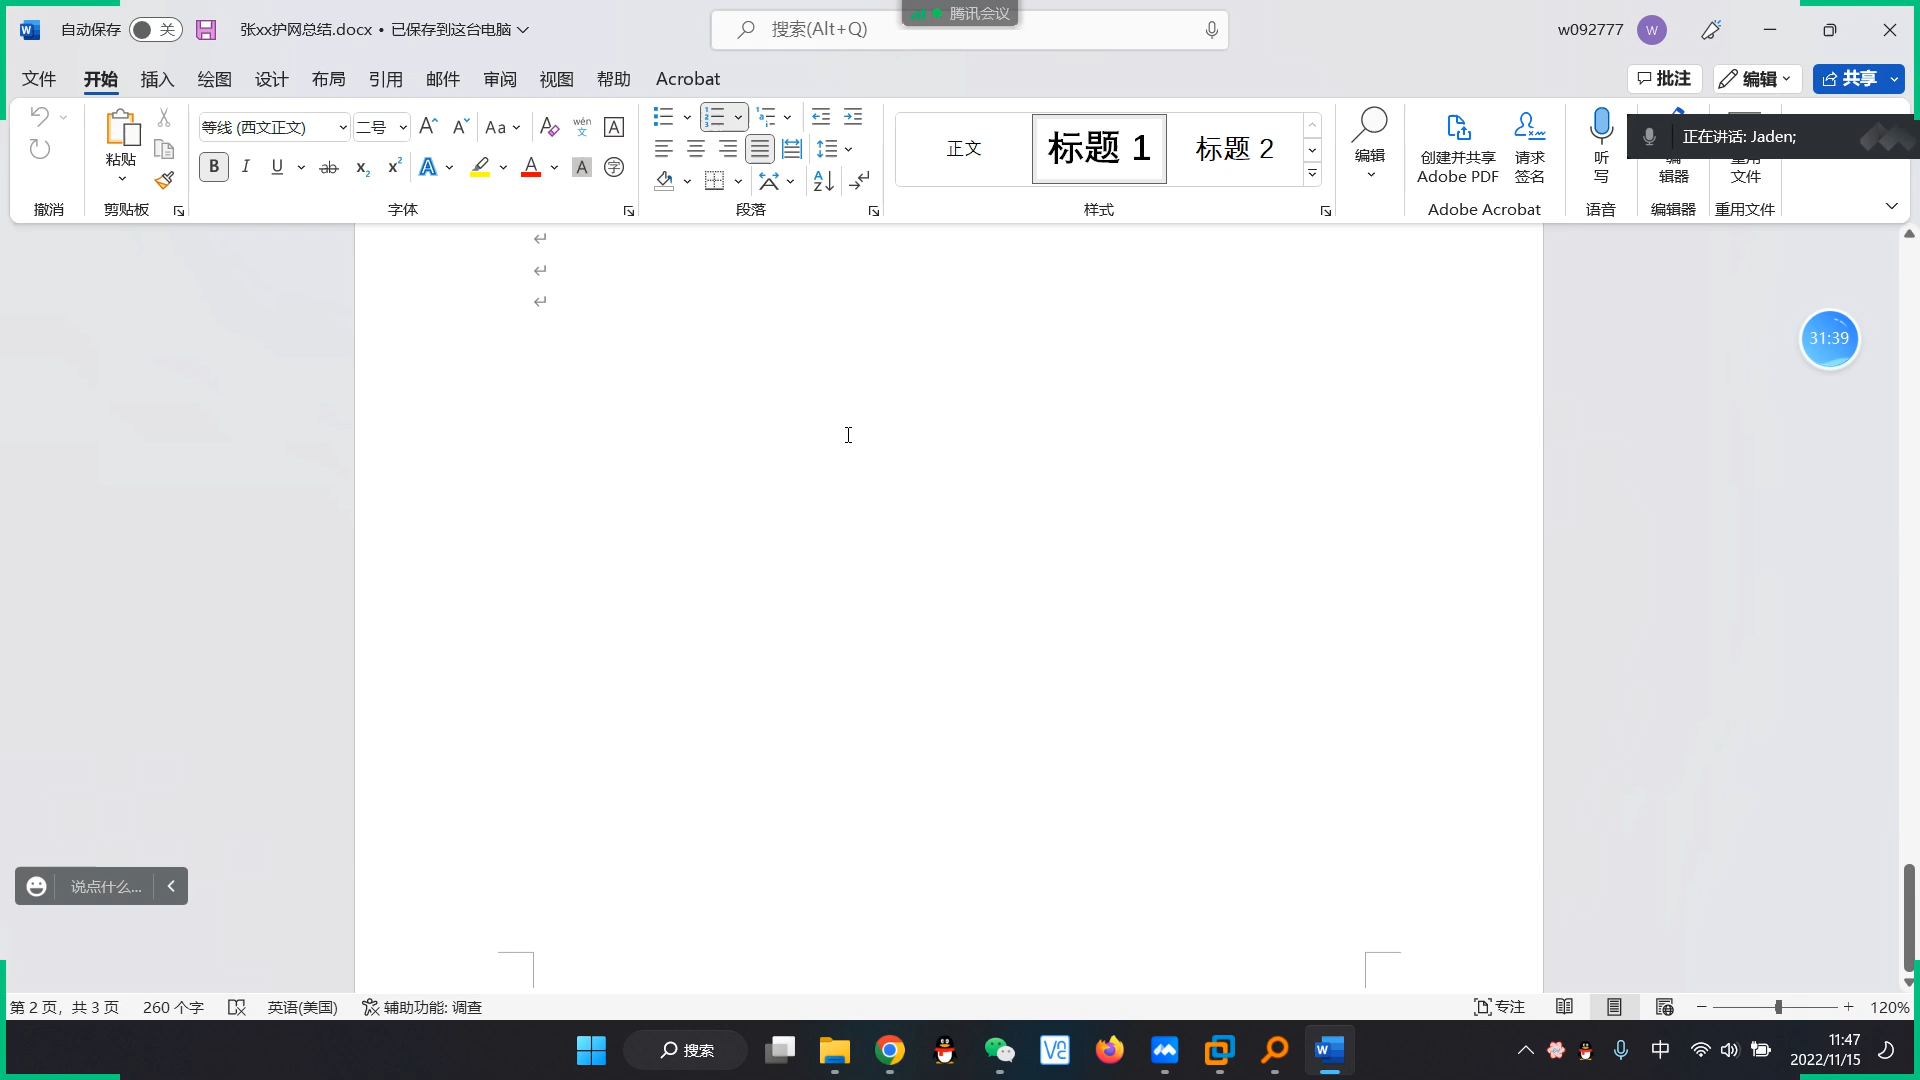 自动保存 关 张xx护网总结.docx • 已保存到这台电脑 搜索(Alt+Q) 腾讯会议 w092777 W
文件 开始 插入 绘图 设计 布局 引用 邮件 审阅 视图 帮助 Acrobat 批注 编辑 共享
粘贴
等线 (西文正文) 二号 Aa wén 文 A
B I U ab x₂ x² A A 字
正文 标题 1 标题 2
编辑
创建并共享 Adobe PDF
请求 签名
听 写
编辑器
重用 文件
正在讲话: Jaden;
撤消 剪贴板 字体 段落 样式 Adobe Acrobat 语音 编辑器 重用文件
31:39
说点什么...
第 2 页，共 3 页 260 个字 英语(美国) 辅助功能: 调查 专注 120%
搜索 中 11:47
2022/11/15